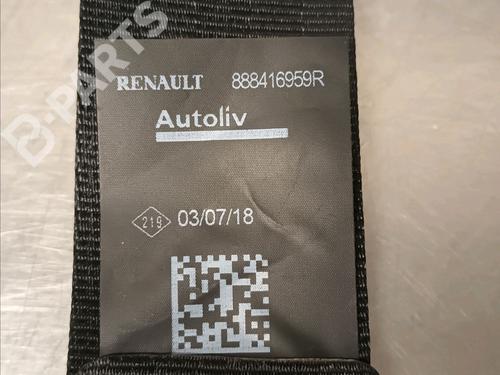 RENAULT 888416959R
Autoliv
219 03/07/18
B-PARTS